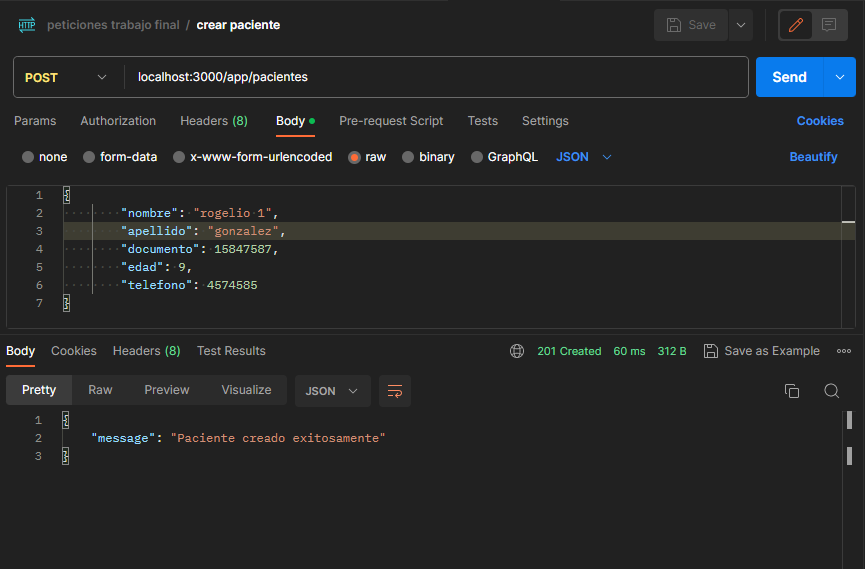 HTTP peticiones trabajo final / crear paciente Save
POST localhost:3000/app/pacientes Send
Params Authorization Headers (8) Body Pre-request Script Tests Settings Cookies
none form-data x-www-form-urlencoded raw binary GraphQL JSON Beautify
1 {
2 "nombre": "rogelio 1",
3 "apellido": "gonzalez",
4 "documento": 15847587,
5 "edad": 9,
6 "telefono": 4574585
7 }
Body Cookies Headers (8) Test Results 201 Created 60 ms 312 B Save as Example
Pretty Raw Preview Visualize JSON
1 {
2 "message": "Paciente creado exitosamente"
3 }